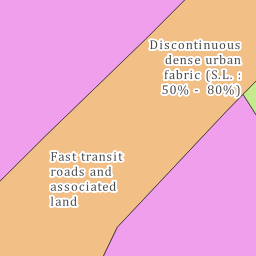 Discontinuous
dense urban
fabric (S.L. :
50% - 80%)
Fast transit
roads and
associated
land